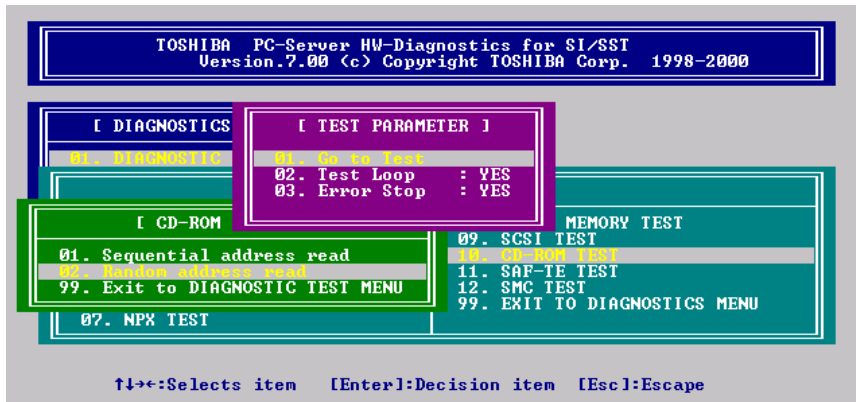 TOSHIBA PC-Server HW-Diagnostics for SI/SST
Version.7.00 (c) Copyright TOSHIBA Corp. 1998-2000
[ DIAGNOSTICS
01. DIAGNOSTIC
[ TEST PARAMETER ]
01. Go to Test
02. Test Loop : YES
03. Error Stop : YES
[ CD-ROM
01. Sequential address read
02. Random address read
99. Exit to DIAGNOSTIC TEST MENU
07. NPX TEST
MEMORY TEST
09. SCSI TEST
10. CD-ROM TEST
11. SAF-TE TEST
12. SMC TEST
99. EXIT TO DIAGNOSTICS MENU
↑↓→←:Selects item [Enter]:Decision item [Esc]:Escape